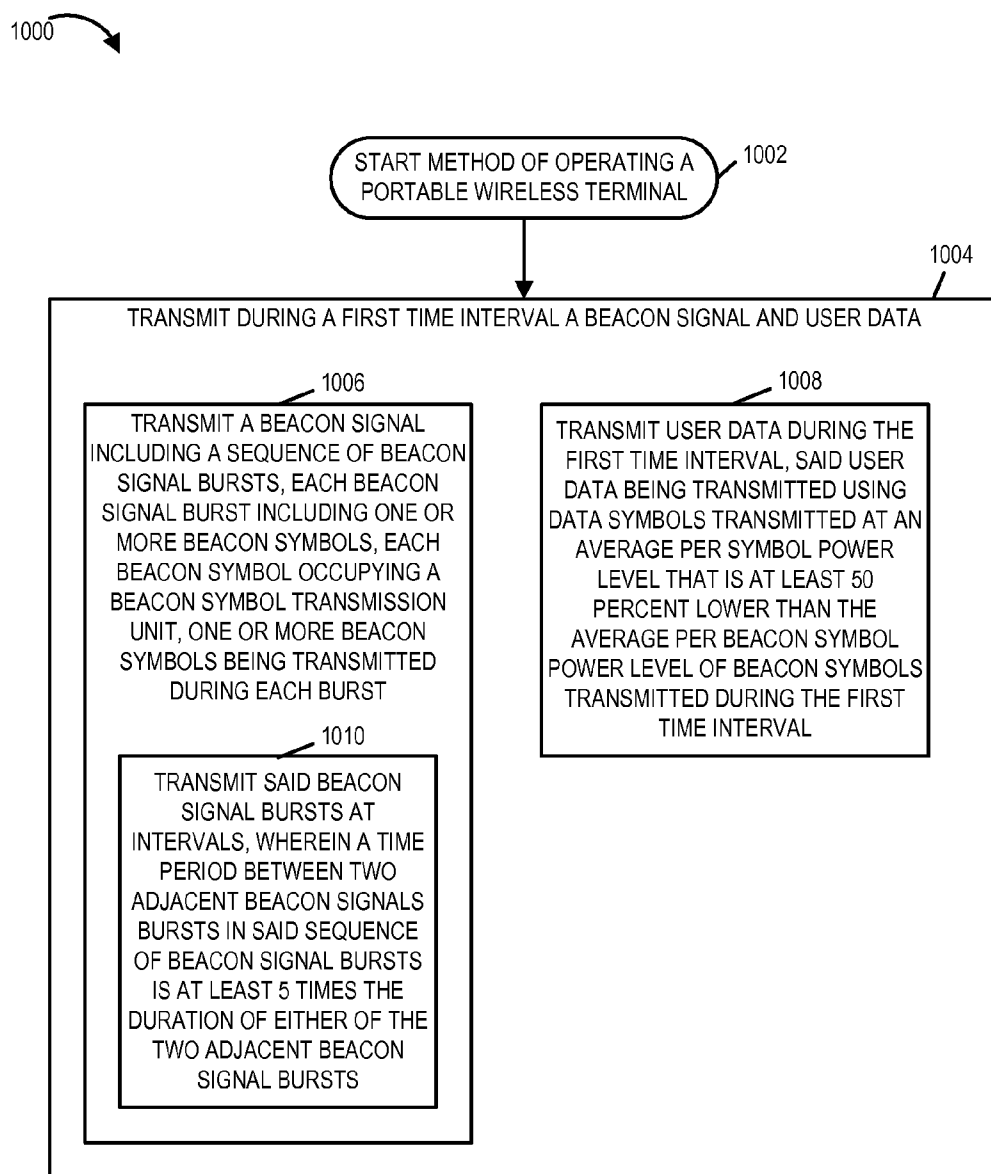 1000
START METHOD OF OPERATING A
PORTABLE WIRELESS TERMINAL
1002
1004
TRANSMIT DURING A FIRST TIME INTERVAL A BEACON SIGNAL AND USER DATA
1006
TRANSMIT A BEACON SIGNAL
INCLUDING A SEQUENCE OF BEACON
SIGNAL BURSTS, EACH BEACON
SIGNAL BURST INCLUDING ONE OR
MORE BEACON SYMBOLS, EACH
BEACON SYMBOL OCCUPYING A
BEACON SYMBOL TRANSMISSION
UNIT, ONE OR MORE BEACON
SYMBOLS BEING TRANSMITTED
DURING EACH BURST
1010
TRANSMIT SAID BEACON
SIGNAL BURSTS AT
INTERVALS, WHEREIN A TIME
PERIOD BETWEEN TWO
ADJACENT BEACON SIGNALS
BURSTS IN SAID SEQUENCE
OF BEACON SIGNAL BURSTS
IS AT LEAST 5 TIMES THE
DURATION OF EITHER OF THE
TWO ADJACENT BEACON
SIGNAL BURSTS
1008
TRANSMIT USER DATA DURING THE
FIRST TIME INTERVAL, SAID USER
DATA BEING TRANSMITTED USING
DATA SYMBOLS TRANSMITTED AT AN
AVERAGE PER SYMBOL POWER
LEVEL THAT IS AT LEAST 50
PERCENT LOWER THAN THE
AVERAGE PER BEACON SYMBOL
POWER LEVEL OF BEACON SYMBOLS
TRANSMITTED DURING THE FIRST
TIME INTERVAL